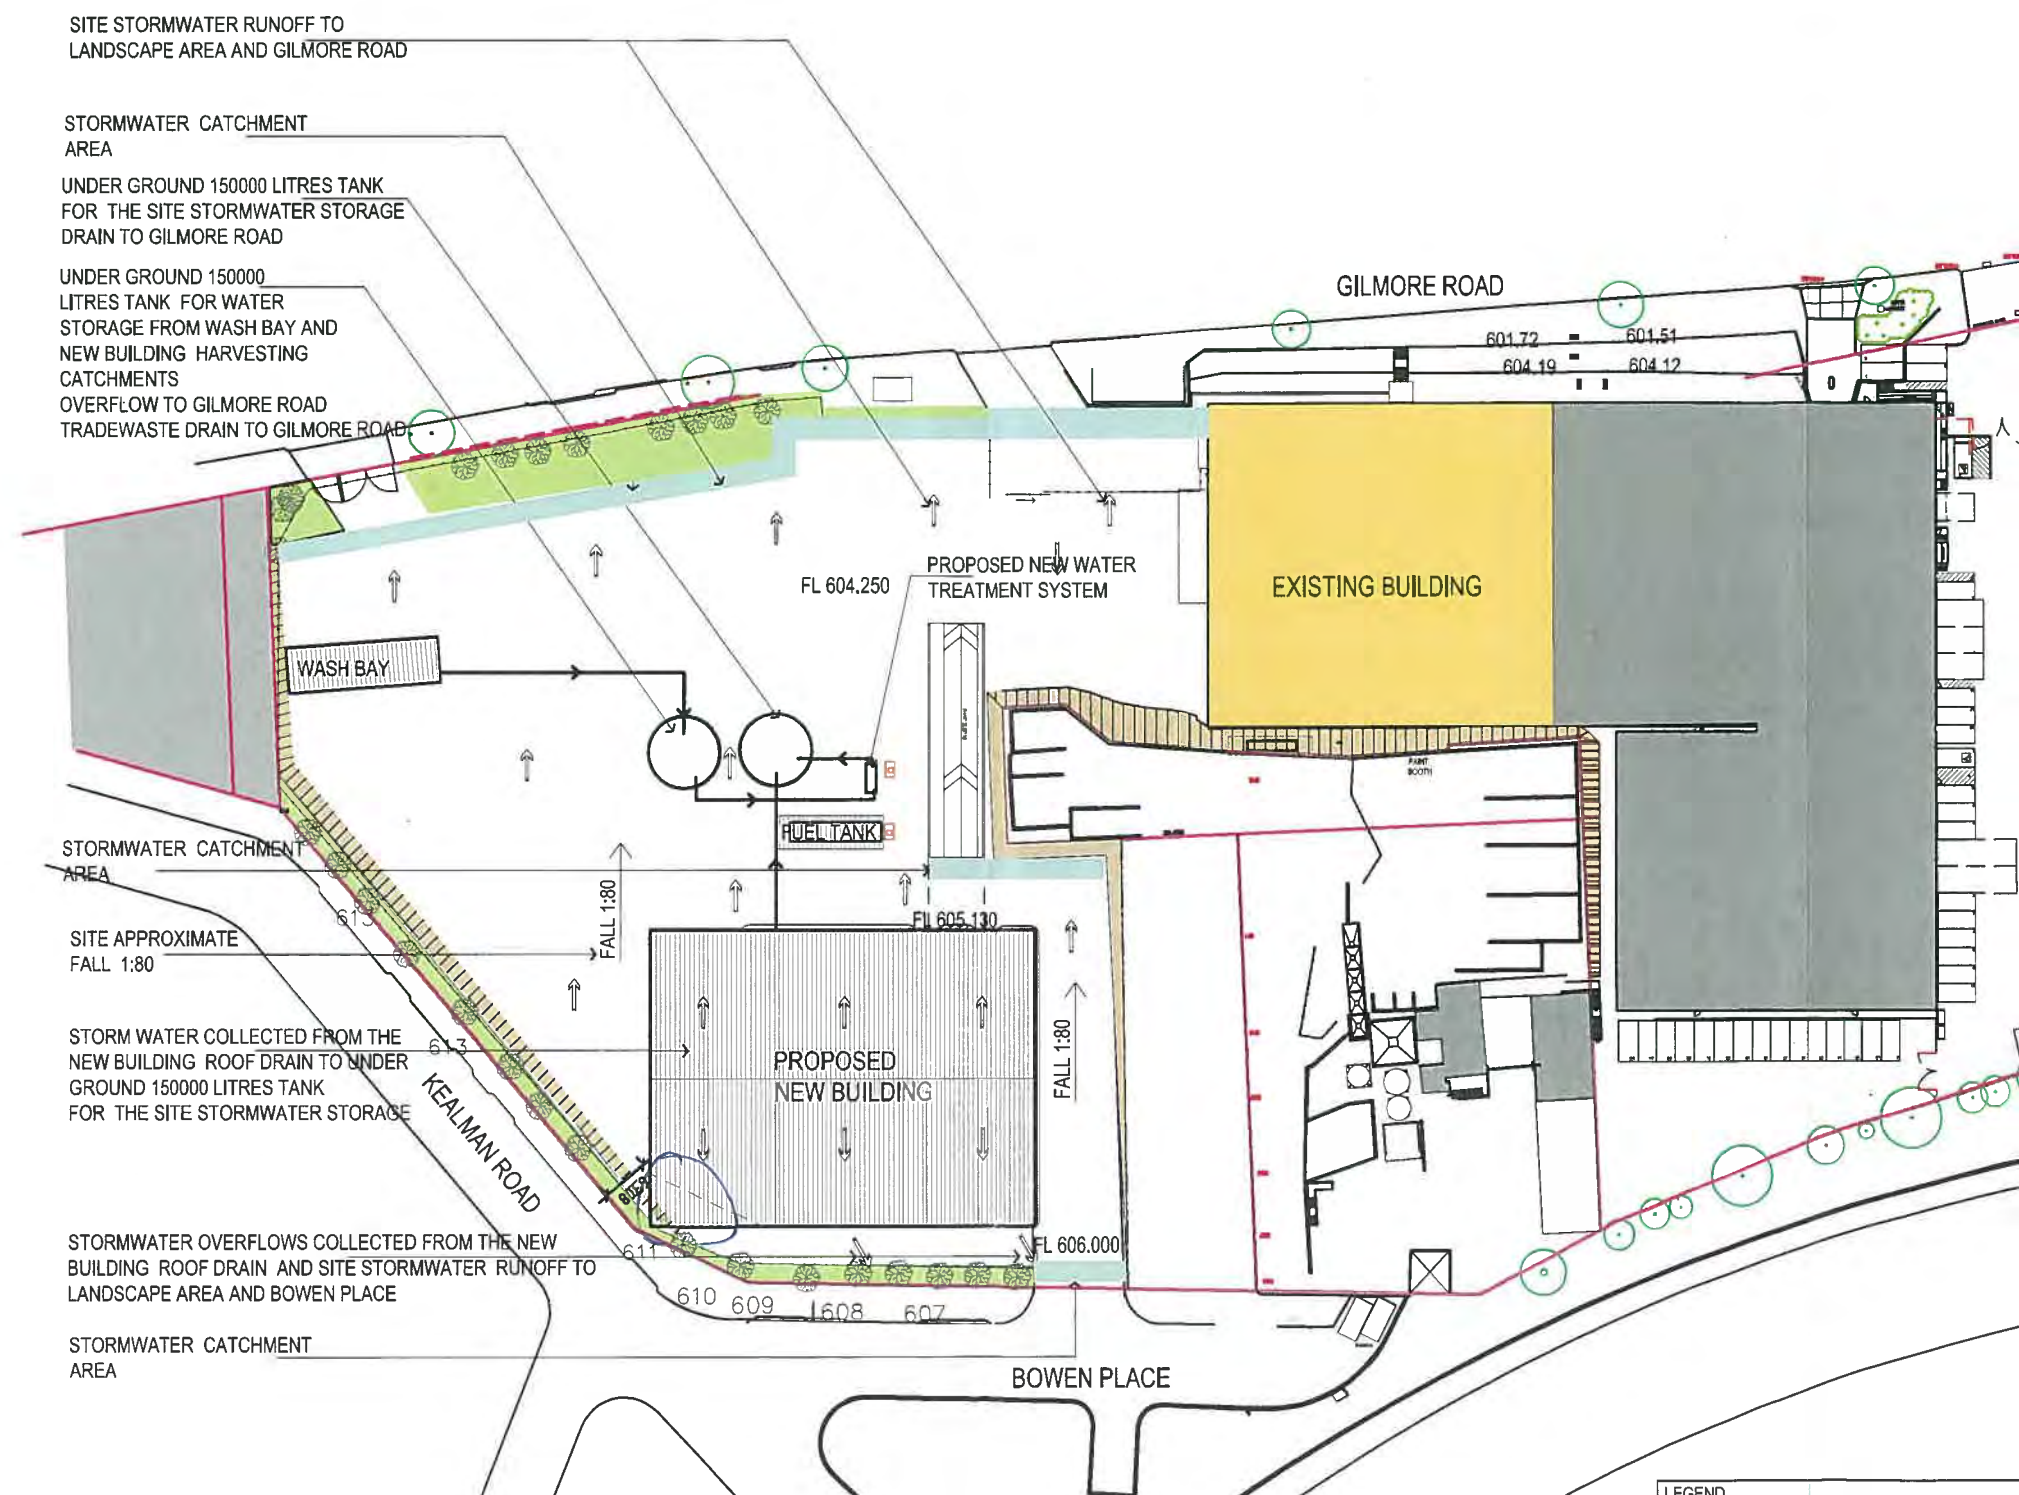 SITE STORMWATER RUNOFF TO
LANDSCAPE AREA AND GILMORE ROAD
STORMWATER CATCHMENT
AREA
UNDER GROUND 150000 LITRES TANK
FOR THE SITE STORMWATER STORAGE
DRAIN TO GILMORE ROAD
UNDER GROUND 150000
LITRES TANK FOR WATER
STORAGE FROM WASH BAY AND
NEW BUILDING HARVESTING
CATCHMENTS
OVERFLOW TO GILMORE ROAD
TRADEWASTE DRAIN TO GILMORE ROAD
GILMORE ROAD
601.72
601.51
604.19
604.12
PROPOSED NEW WATER
TREATMENT SYSTEM
FL 604.250
EXISTING BUILDING
WASH BAY
PAINT
BOOTH
FUEL TANK
STORMWATER CATCHMENT
AREA
613
FALL 1:80
FL 605.130
SITE APPROXIMATE
FALL 1:80
STORM WATER COLLECTED FROM THE
NEW BUILDING ROOF DRAIN TO UNDER
GROUND 150000 LITRES TANK
FOR THE SITE STORMWATER STORAGE
613
KEALMAN ROAD
PROPOSED
NEW BUILDING
FALL 1:80
STORMWATER OVERFLOWS COLLECTED FROM THE NEW
BUILDING ROOF DRAIN AND SITE STORMWATER RUNOFF TO
LANDSCAPE AREA AND BOWEN PLACE
611
FL 606.000
610
609
608
607
STORMWATER CATCHMENT
AREA
BOWEN PLACE
LEGEND